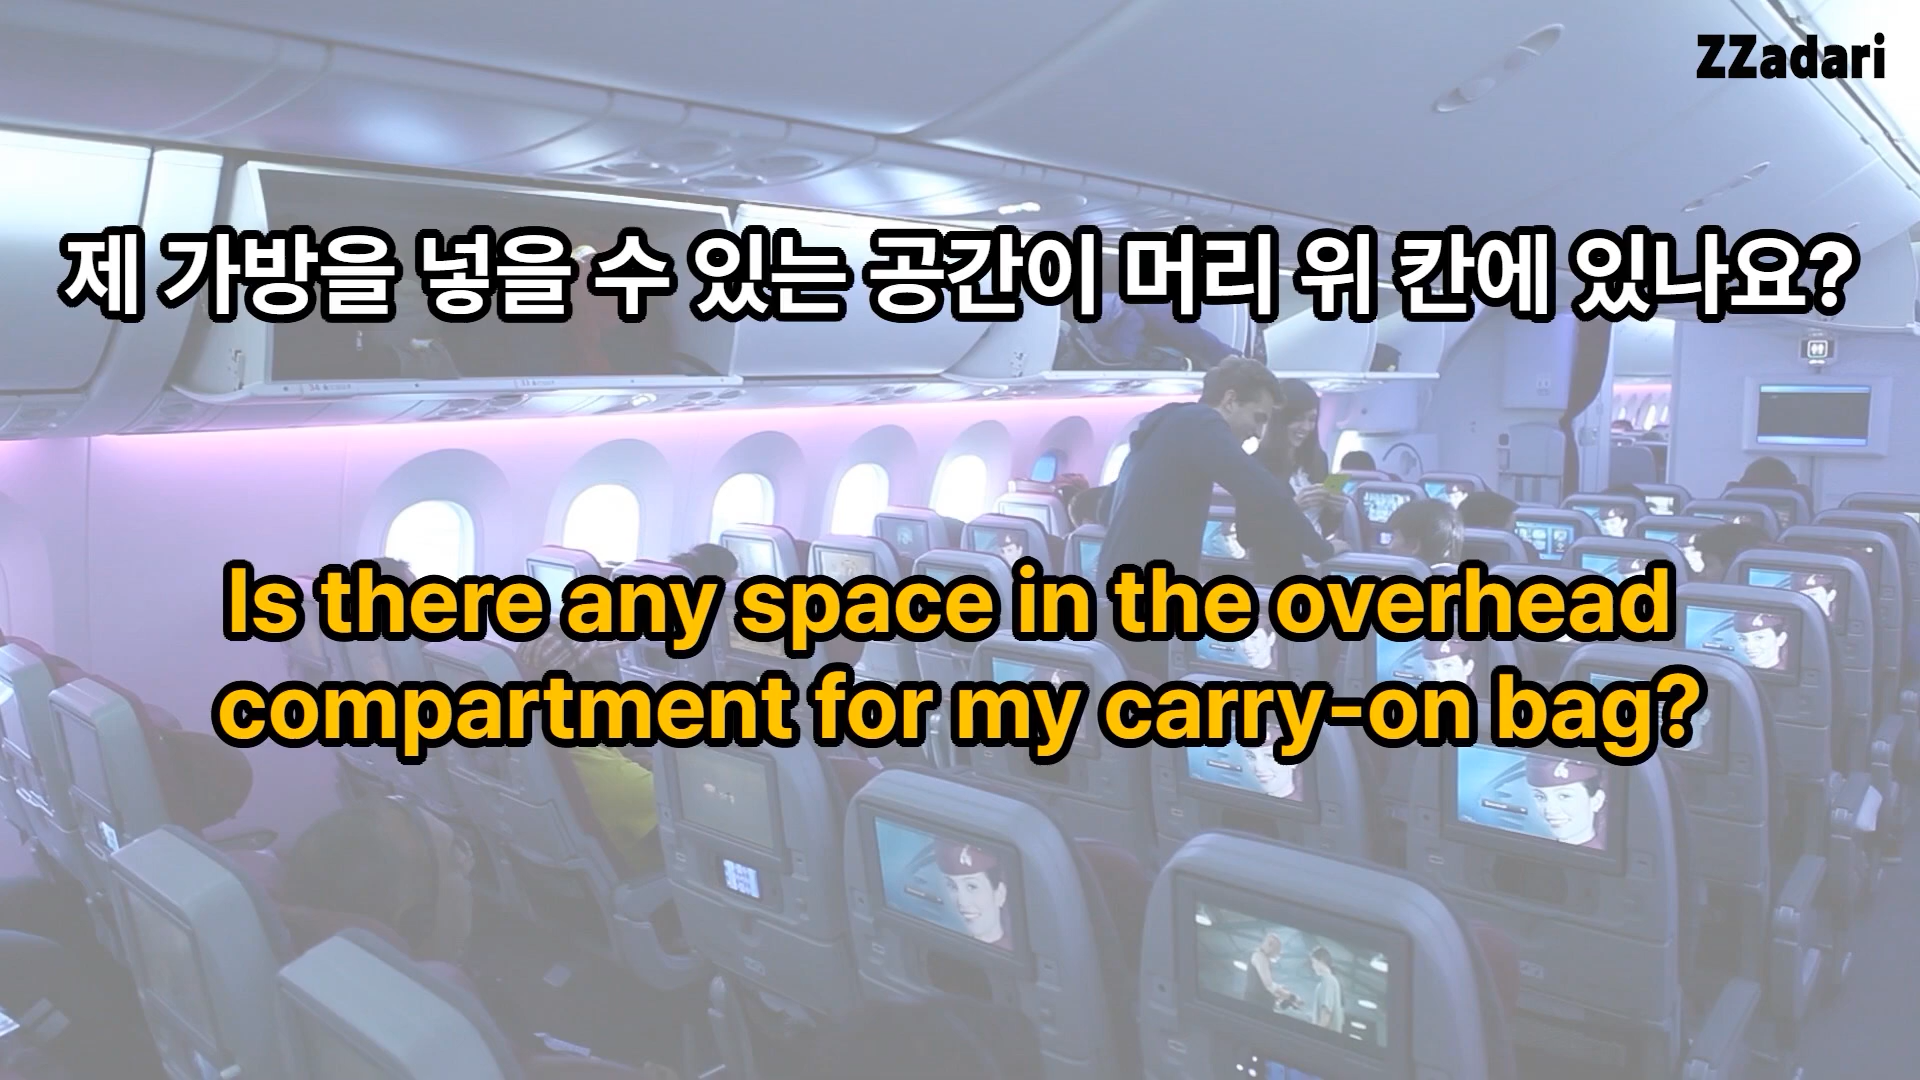 ZZadari
제 가방을 넣을 수 있는 공간이 머리 위 칸에 있나요?
Is there any space in the overhead
compartment for my carry-on bag?